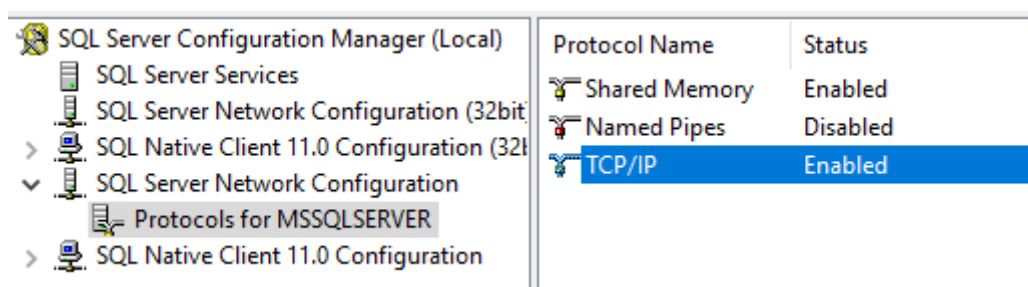 SQL Server Configuration Manager (Local)
SQL Server Services
SQL Server Network Configuration (32bit
SQL Native Client 11.0 Configuration (32b
SQL Server Network Configuration
Protocols for MSSQLSERVER
SQL Native Client 11.0 Configuration
Protocol Name Status
Shared Memory Enabled
Named Pipes Disabled
TCP/IP Enabled